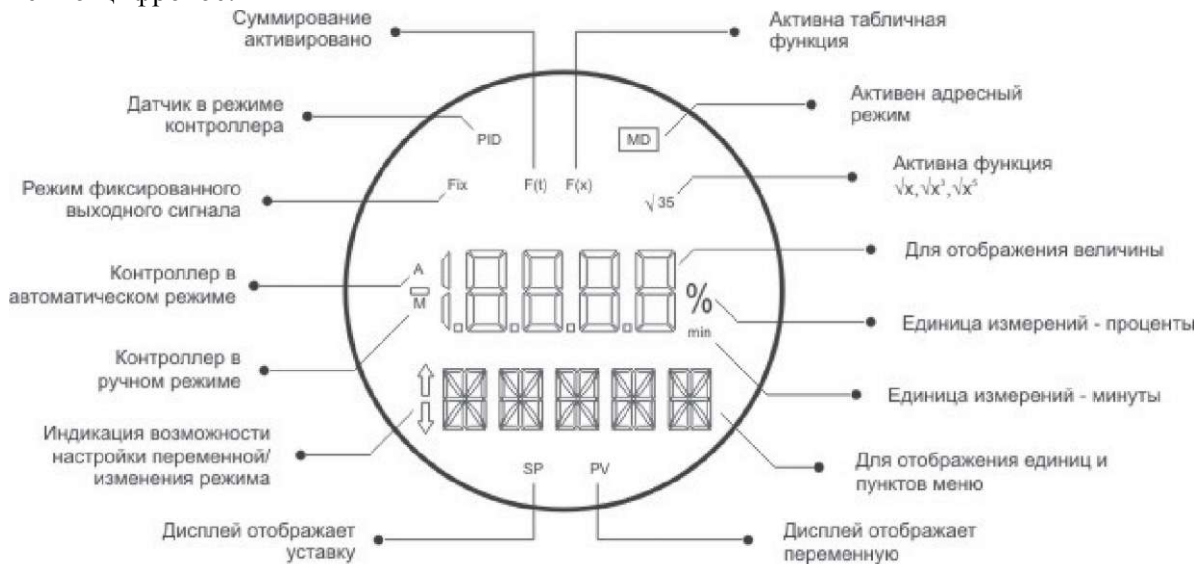 Суммирование
активировано
Активна табличная
функция
Датчик в режиме
контроллера
PID
MD
Активен адресный
режим
Режим фиксированного
выходного сигнала
Fix
F(t)
F(x)
√35
Активна функция
√x, √x³, √x⁵
Для отображения величины
Контроллер в
автоматическом режиме
A
M
%
min
Единица измерений - проценты
Контроллер в
ручном режиме
Единица измерений - минуты
Индикация возможности
настройки переменной/
изменения режима
SP
PV
Для отображения единиц и
пунктов меню
Дисплей отображает
уставку
Дисплей отображает
переменную